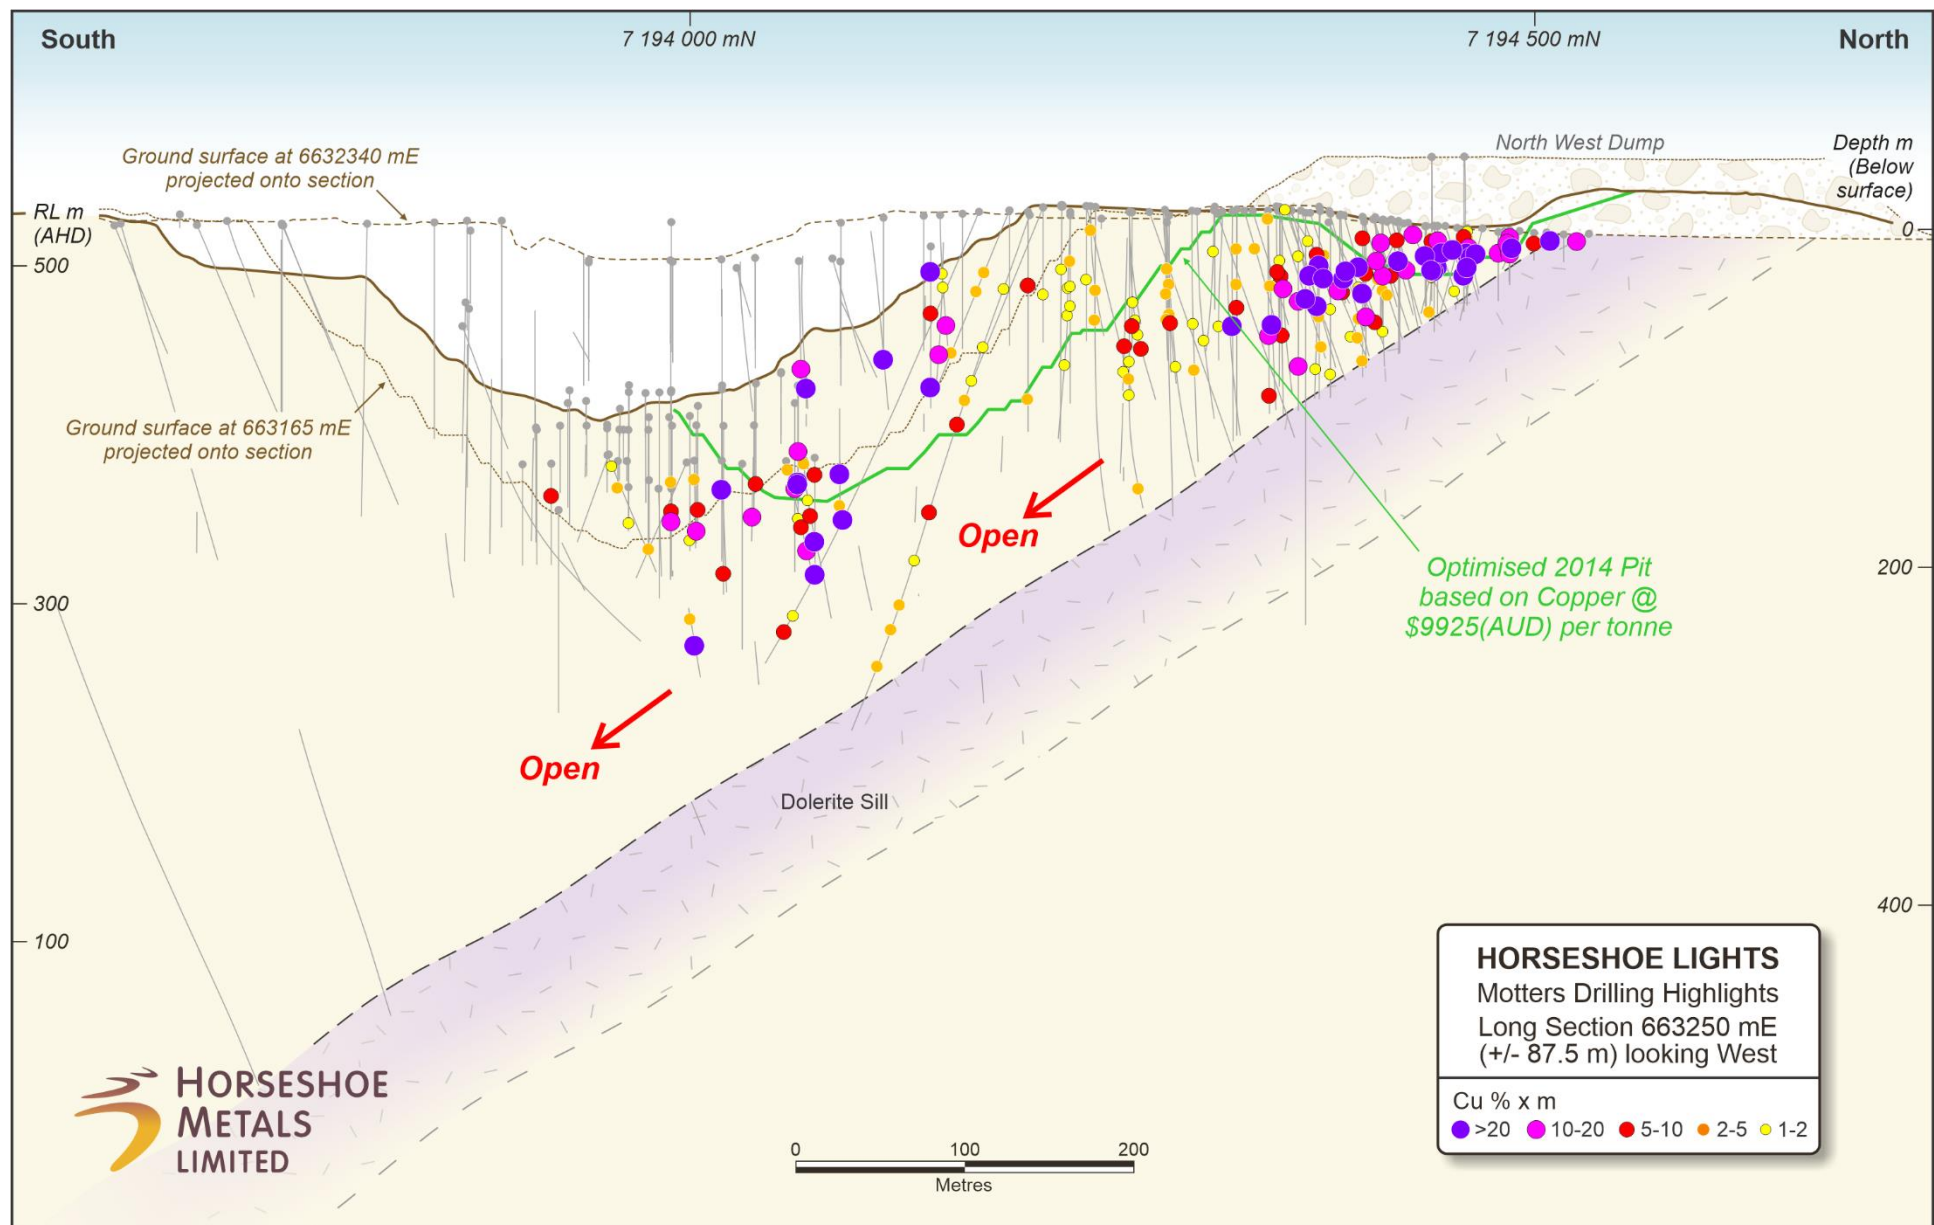 South
7 194 000 mN
7 194 500 mN
North
Ground surface at 6632340 mE
projected onto section
North West Dump
Depth m
(Below
surface)
RL m
(AHD)
0
500
Ground surface at 663165 mE
projected onto section
Open
Optimised 2014 Pit
based on Copper @
$9925(AUD) per tonne
200
300
Open
Dolerite Sill
400
100
HORSESHOE LIGHTS
Motters Drilling Highlights
Long Section 663250 mE
(+/- 87.5 m) looking West
Cu % x m
>20 10-20 5-10 2-5 1-2
HORSESHOE
METALS
LIMITED
0 100 200
Metres